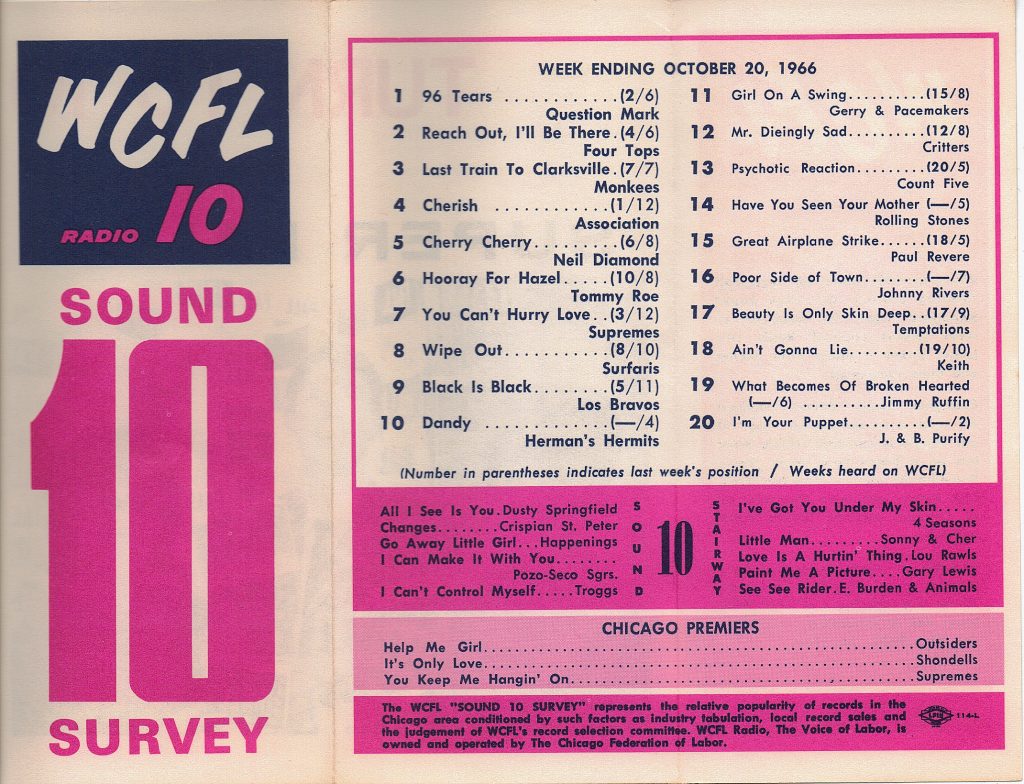 WCFL
RADIO 10
SOUND
10
SURVEY
WEEK ENDING OCTOBER 20, 1966
1 96 Tears ............(2/6)
Question Mark
2 Reach Out, I'll Be There.(4/6)
Four Tops
3 Last Train To Clarksville.(7/7)
Monkees
4 Cherish ............(1/12)
Association
5 Cherry Cherry.........(6/8)
Neil Diamond
6 Hooray For Hazel.....(10/8)
Tommy Roe
7 You Can't Hurry Love..(3/12)
Supremes
8 Wipe Out............(8/10)
Surfaris
9 Black Is Black........(5/11)
Los Bravos
10 Dandy .............(—/4)
Herman's Hermits
11 Girl On A Swing..........(15/8)
Gerry & Pacemakers
12 Mr. Dieingly Sad..........(12/8)
Critters
13 Psychotic Reaction.........(20/5)
Count Five
14 Have You Seen Your Mother (—/5)
Rolling Stones
15 Great Airplane Strike......(18/5)
Paul Revere
16 Poor Side of Town........(—/7)
Johnny Rivers
17 Beauty Is Only Skin Deep..(17/9)
Temptations
18 Ain't Gonna Lie.........(19/10)
Keith
19 What Becomes Of Broken Hearted
(—/6) ..........Jimmy Ruffin
20 I'm Your Puppet..........(—/2)
J. & B. Purify
(Number in parentheses indicates last week's position / Weeks heard on WCFL)
All I See Is You.Dusty Springfield
Changes........Crispian St. Peter
Go Away Little Girl...Happenings
I Can Make It With You........
Pozo-Seco Sgrs.
I Can't Control Myself.....Troggs
SOUND
10
STAIRWAY
I've Got You Under My Skin.....
4 Seasons
Little Man.........Sonny & Cher
Love Is A Hurtin' Thing.Lou Rawls
Paint Me A Picture....Gary Lewis
See See Rider.E. Burden & Animals
CHICAGO PREMIERS
Help Me Girl............................................................Outsiders
It's Only Love............................................................Shondells
You Keep Me Hangin' On..................................................Supremes
The WCFL "SOUND 10 SURVEY" represents the relative popularity of records in the
Chicago area conditioned by such factors as industry tabulation, local record sales and
the judgement of WCFL's record selection committee. WCFL Radio, The Voice of Labor, is
owned and operated by The Chicago Federation of Labor.
114-L